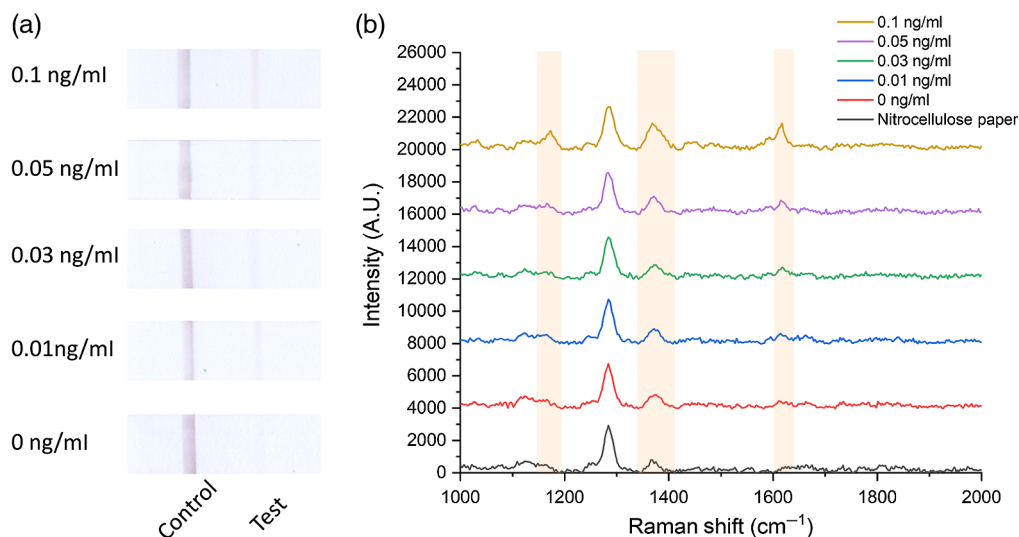 (a)
0.1 ng/ml
0.05 ng/ml
0.03 ng/ml
0.01ng/ml
0 ng/ml
Control
Test
(b)
0.1 ng/ml
0.05 ng/ml
0.03 ng/ml
0.01 ng/ml
0 ng/ml
Nitrocellulose paper
26000
24000
22000
20000
18000
16000
14000
12000
10000
8000
6000
4000
2000
0
Intensity (A.U.)
1000 1200 1400 1600 1800 2000
Raman shift (cm⁻¹)